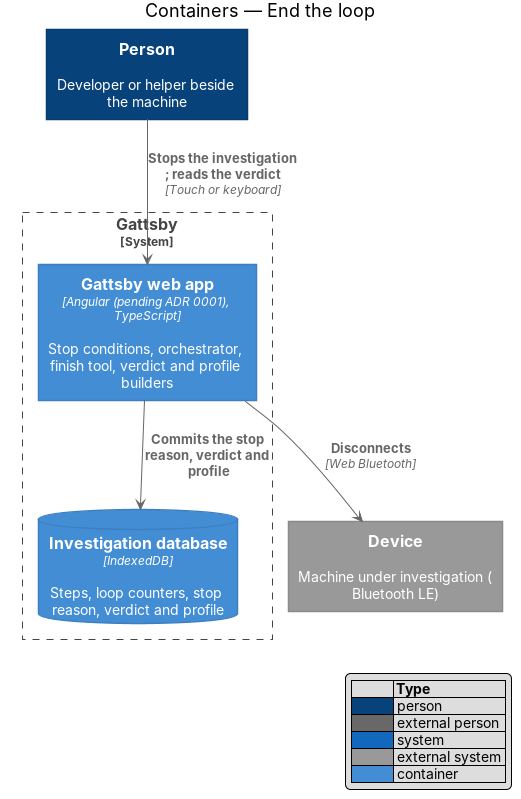 Containers — End the loop
Person
Developer or helper beside
the machine
Stops the investigation
; reads the verdict
[Touch or keyboard]
Gattsby
[System]
Gattsby web app
[Angular (pending ADR 0001),
TypeScript]
Stop conditions, orchestrator,
finish tool, verdict and profile
builders
Commits the stop
reason, verdict and
profile
Disconnects
[Web Bluetooth]
Investigation database
[IndexedDB]
Steps, loop counters, stop
reason, verdict and profile
Device
Machine under investigation (
Bluetooth LE)
Type
person
external person
system
external system
container